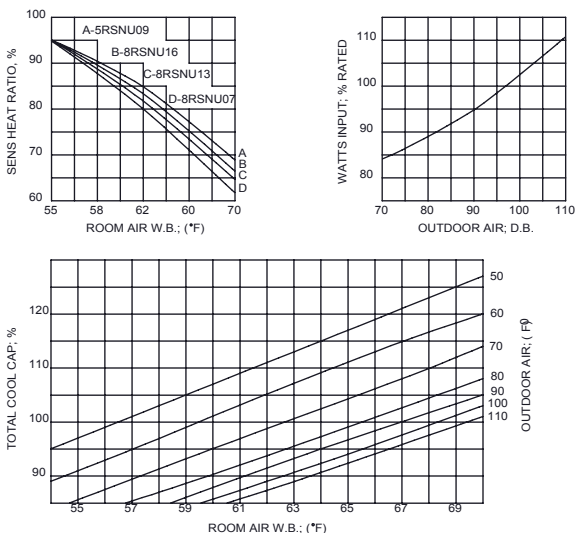 100
90
80
70
60
SENS HEAT RATIO, %
A-5RSNU09
B-8RSNU16
C-8RSNU13
D-8RSNU07
A
B
C
D
55
58
62
66
70
ROOM AIR W.B.; (°F)
110
100
90
80
WATTS INPUT; % RATED
70
80
90
100
110
OUTDOOR AIR; D.B.
120
110
100
90
TOTAL COOL CAP; %
50
60
70
80
90
100
110
OUTDOOR AIR; ( F)
55
57
59
61
63
65
67
69
ROOM AIR W.B.; (°F)